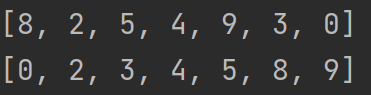 [8, 2, 5, 4, 9, 3, 0]
[0, 2, 3, 4, 5, 8, 9]